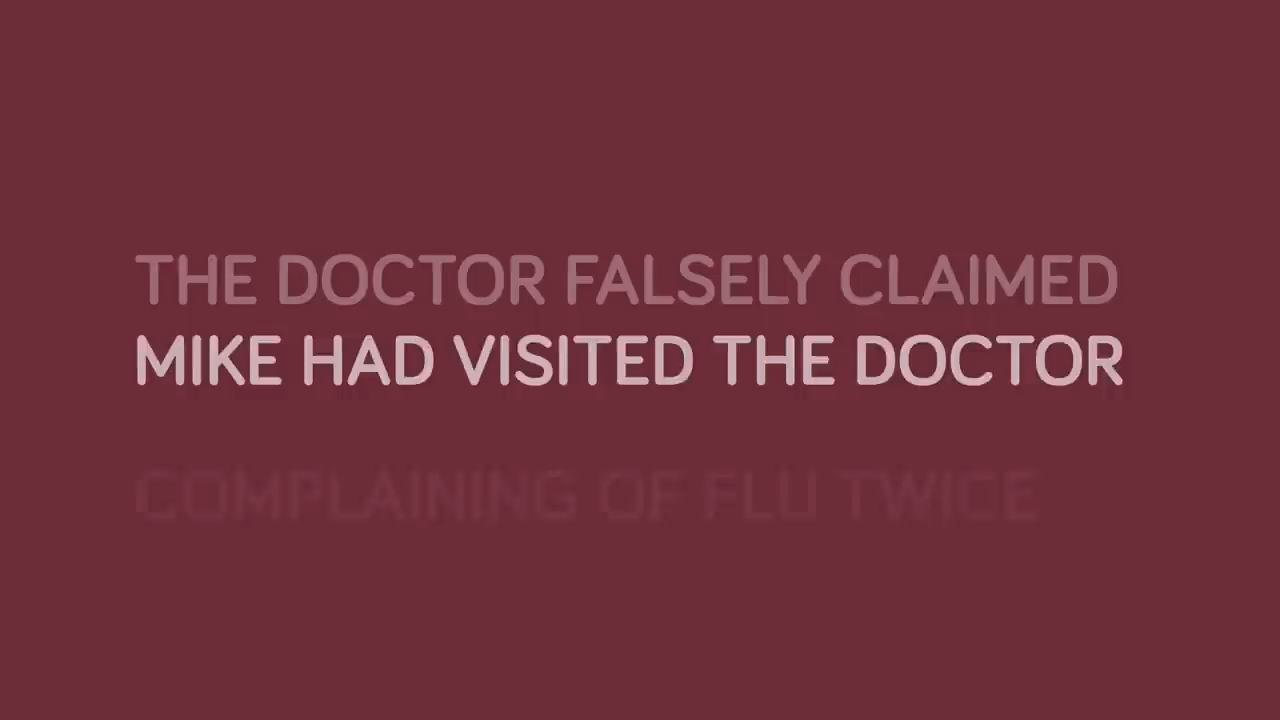 THE DOCTOR FALSELY CLAIMED
MIKE HAD VISITED THE DOCTOR
COMPLAINING OF FLU TWICE